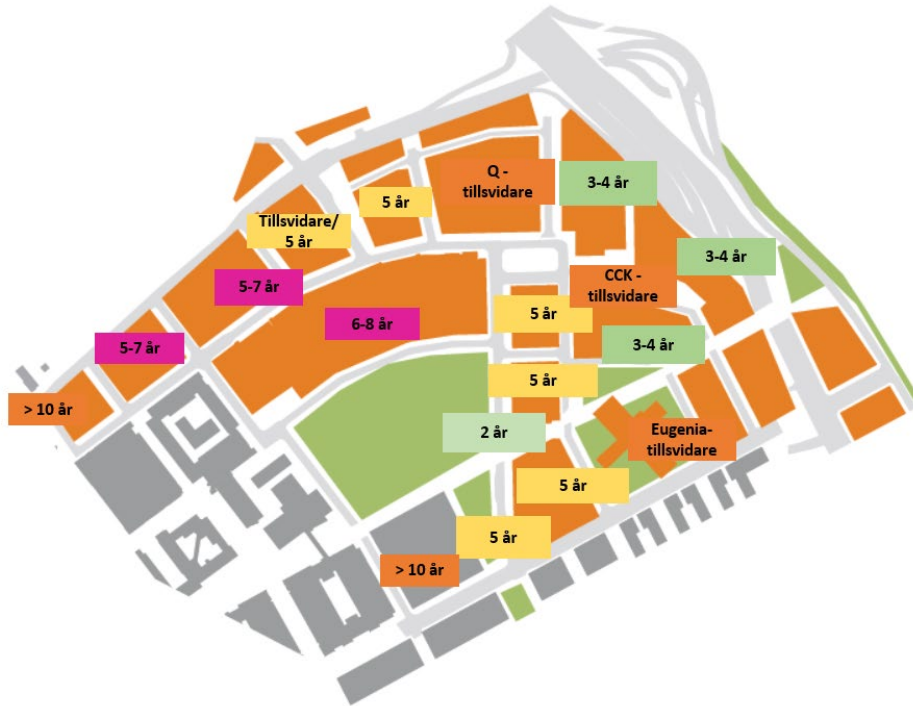 Q -
tillsvidare
3-4 år
5 år
Tillsvidare/
5 år
3-4 år
CCK -
tillsvidare
5-7 år
5 år
6-8 år
5-7 år
3-4 år
5 år
> 10 år
2 år
Eugenia-
tillsvidare
5 år
5 år
> 10 år